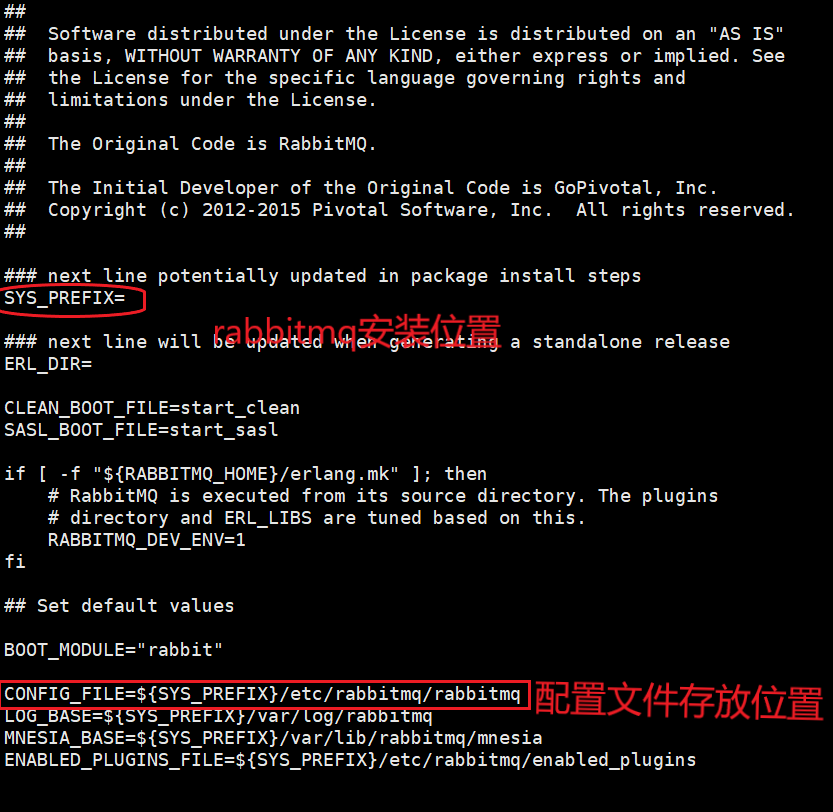 ##
##  Software distributed under the License is distributed on an "AS IS"
##  basis, WITHOUT WARRANTY OF ANY KIND, either express or implied. See
##  the License for the specific language governing rights and
##  limitations under the License.
##
##  The Original Code is RabbitMQ.
##
##  The Initial Developer of the Original Code is GoPivotal, Inc.
##  Copyright (c) 2012-2015 Pivotal Software, Inc.  All rights reserved.
##
### next line potentially updated in package install steps
SYS_PREFIX=
rabbitmq安装位置
### next line will be updated when generating a standalone release
ERL_DIR=
CLEAN_BOOT_FILE=start_clean
SASL_BOOT_FILE=start_sasl
if [ -f "${RABBITMQ_HOME}/erlang.mk" ]; then
    # RabbitMQ is executed from its source directory. The plugins
    # directory and ERL_LIBS are tuned based on this.
    RABBITMQ_DEV_ENV=1
fi
## Set default values
BOOT_MODULE="rabbit"
CONFIG_FILE=${SYS_PREFIX}/etc/rabbitmq/rabbitmq
配置文件存放位置
LOG_BASE=${SYS_PREFIX}/var/log/rabbitmq
MNESIA_BASE=${SYS_PREFIX}/var/lib/rabbitmq/mnesia
ENABLED_PLUGINS_FILE=${SYS_PREFIX}/etc/rabbitmq/enabled_plugins